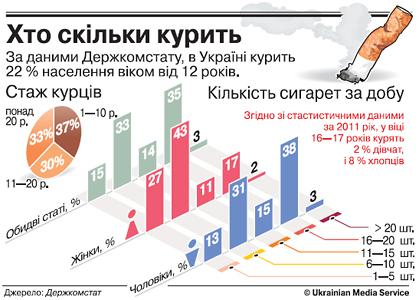 Хто скільки курить
За даними Держкомстату, в Україні курить
22 % населення віком від 12 років.
Стаж курців
понад
20 р.
1—10 р.
33%
37%
30%
11—20 р.
Кількість сигарет за добу
Згідно зі стастистичними даними
за 2011 рік, у віці
16—17 років курять
2 % дівчат,
і 8 % хлопців
15
33
14
35
3
27
43
11
17
2
13
31
15
38
3
Обидві статі, %
Жінки, %
Чоловіки, %
> 20 шт.
16—20 шт.
11—15 шт.
6—10 шт.
1—5 шт.
Джерело: Держкомстат
© Ukrainian Media Service